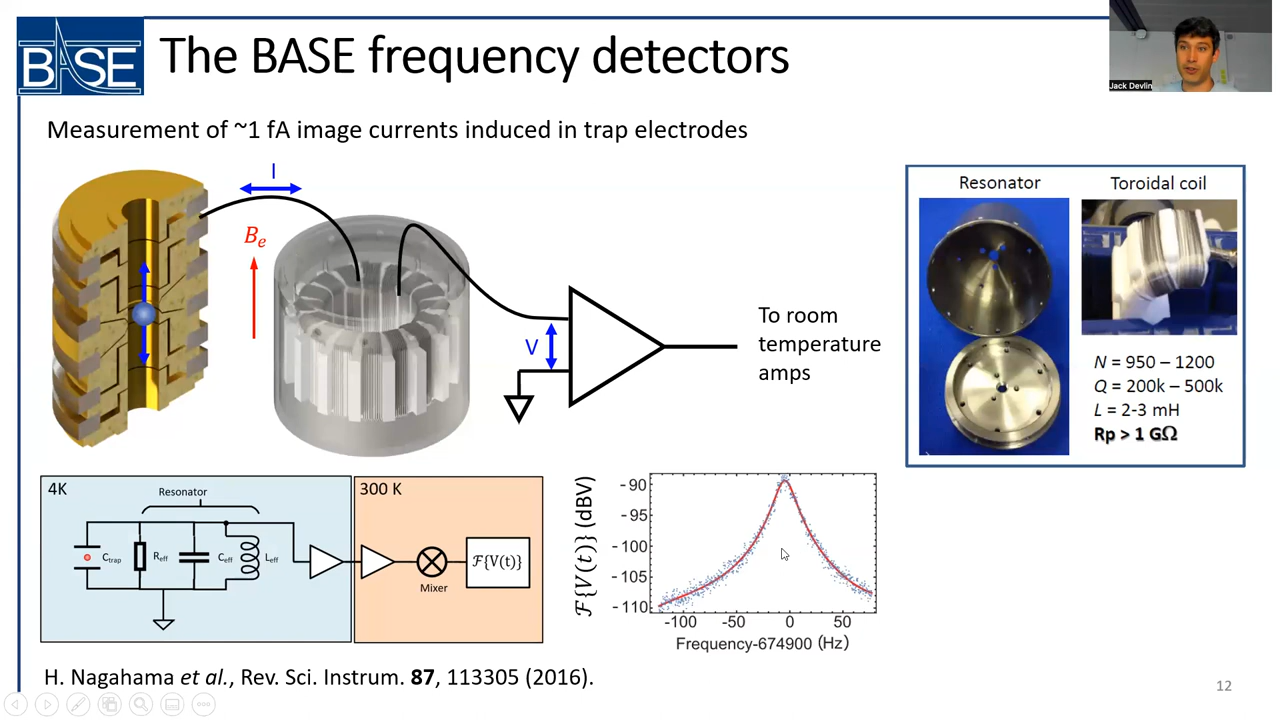 BASE
The BASE frequency detectors
Jack Devlin
Measurement of ~1 fA image currents induced in trap electrodes
I
Be
V
To room
temperature
amps
Resonator
Toroidal coil
N = 950 – 1200
Q = 200k – 500k
L = 2-3 mH
Rp > 1 GΩ
4K
Resonator
Ctrap
Reff
Ceff
Leff
300 K
Mixer
ℱ{V(t)}
ℱ{V(t)} (dBV)
-90
-95
-100
-105
-110
-100 -50 0 50
Frequency-674900 (Hz)
H. Nagahama et al., Rev. Sci. Instrum. 87, 113305 (2016).
12